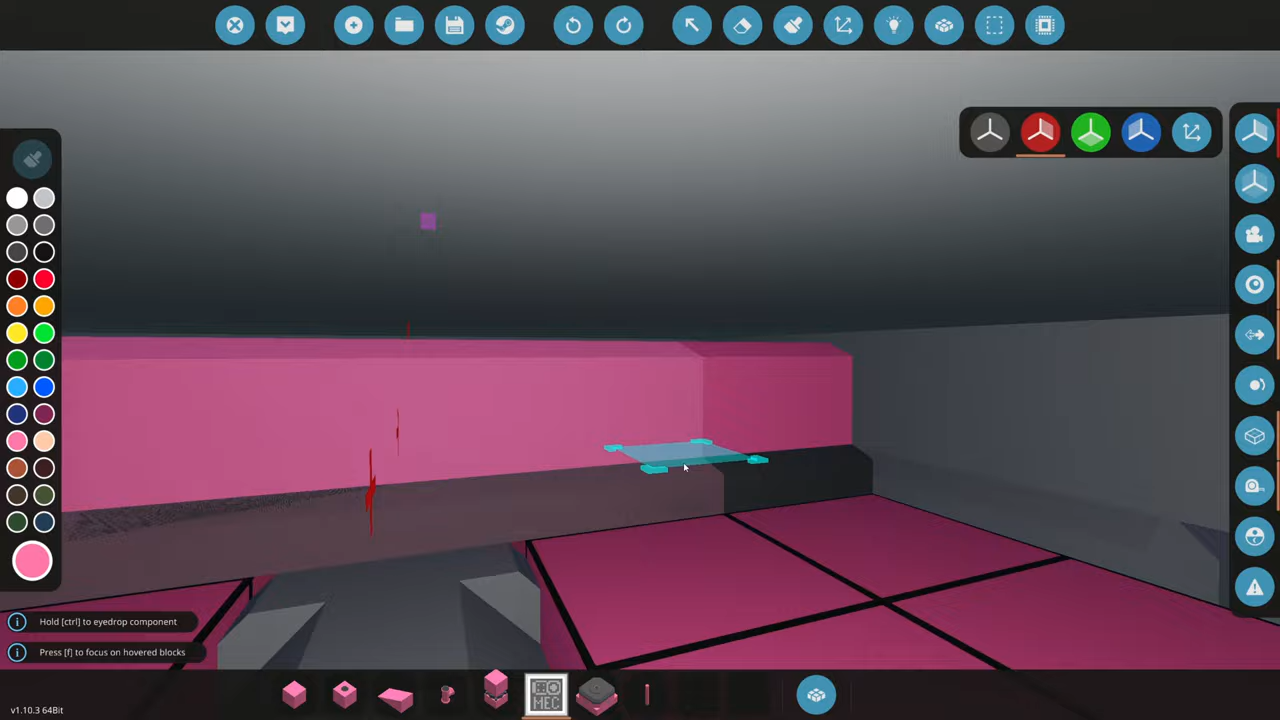 Hold [ctrl] to eyedrop component
Press [f] to focus on hovered blocks
MEC
v1.10.3 64Bit